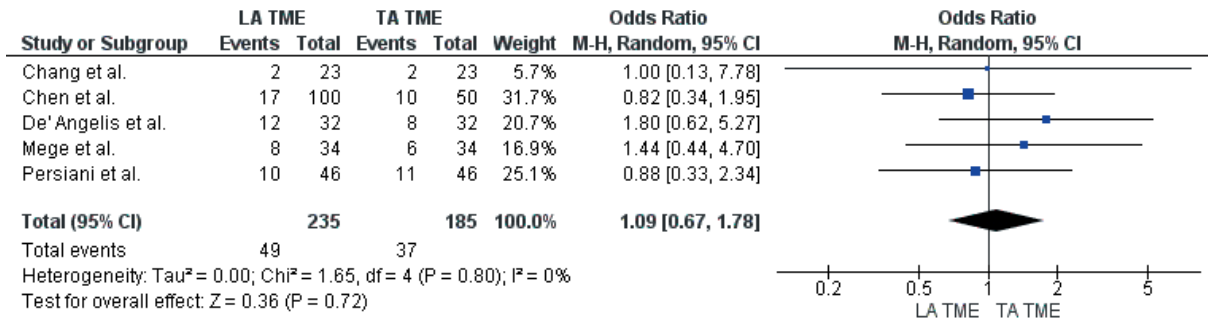 LA TME TA TME Odds Ratio Odds Ratio
Study or Subgroup Events Total Events Total Weight M-H, Random, 95% CI M-H, Random, 95% CI
Chang et al. 2 23 2 23 5.7% 1.00 [0.13, 7.78]
Chen et al. 17 100 10 50 31.7% 0.82 [0.34, 1.95]
De'Angelis et al. 12 32 8 32 20.7% 1.80 [0.62, 5.27]
Mege et al. 8 34 6 34 16.9% 1.44 [0.44, 4.70]
Persiani et al. 10 46 11 46 25.1% 0.88 [0.33, 2.34]
Total (95% CI) 235 185 100.0% 1.09 [0.67, 1.78]
Total events 49 37
Heterogeneity: Tau² = 0.00; Chi² = 1.65, df = 4 (P = 0.80); I² = 0%
Test for overall effect: Z = 0.36 (P = 0.72)
0.2 0.5 1 2 5
LA TME TA TME